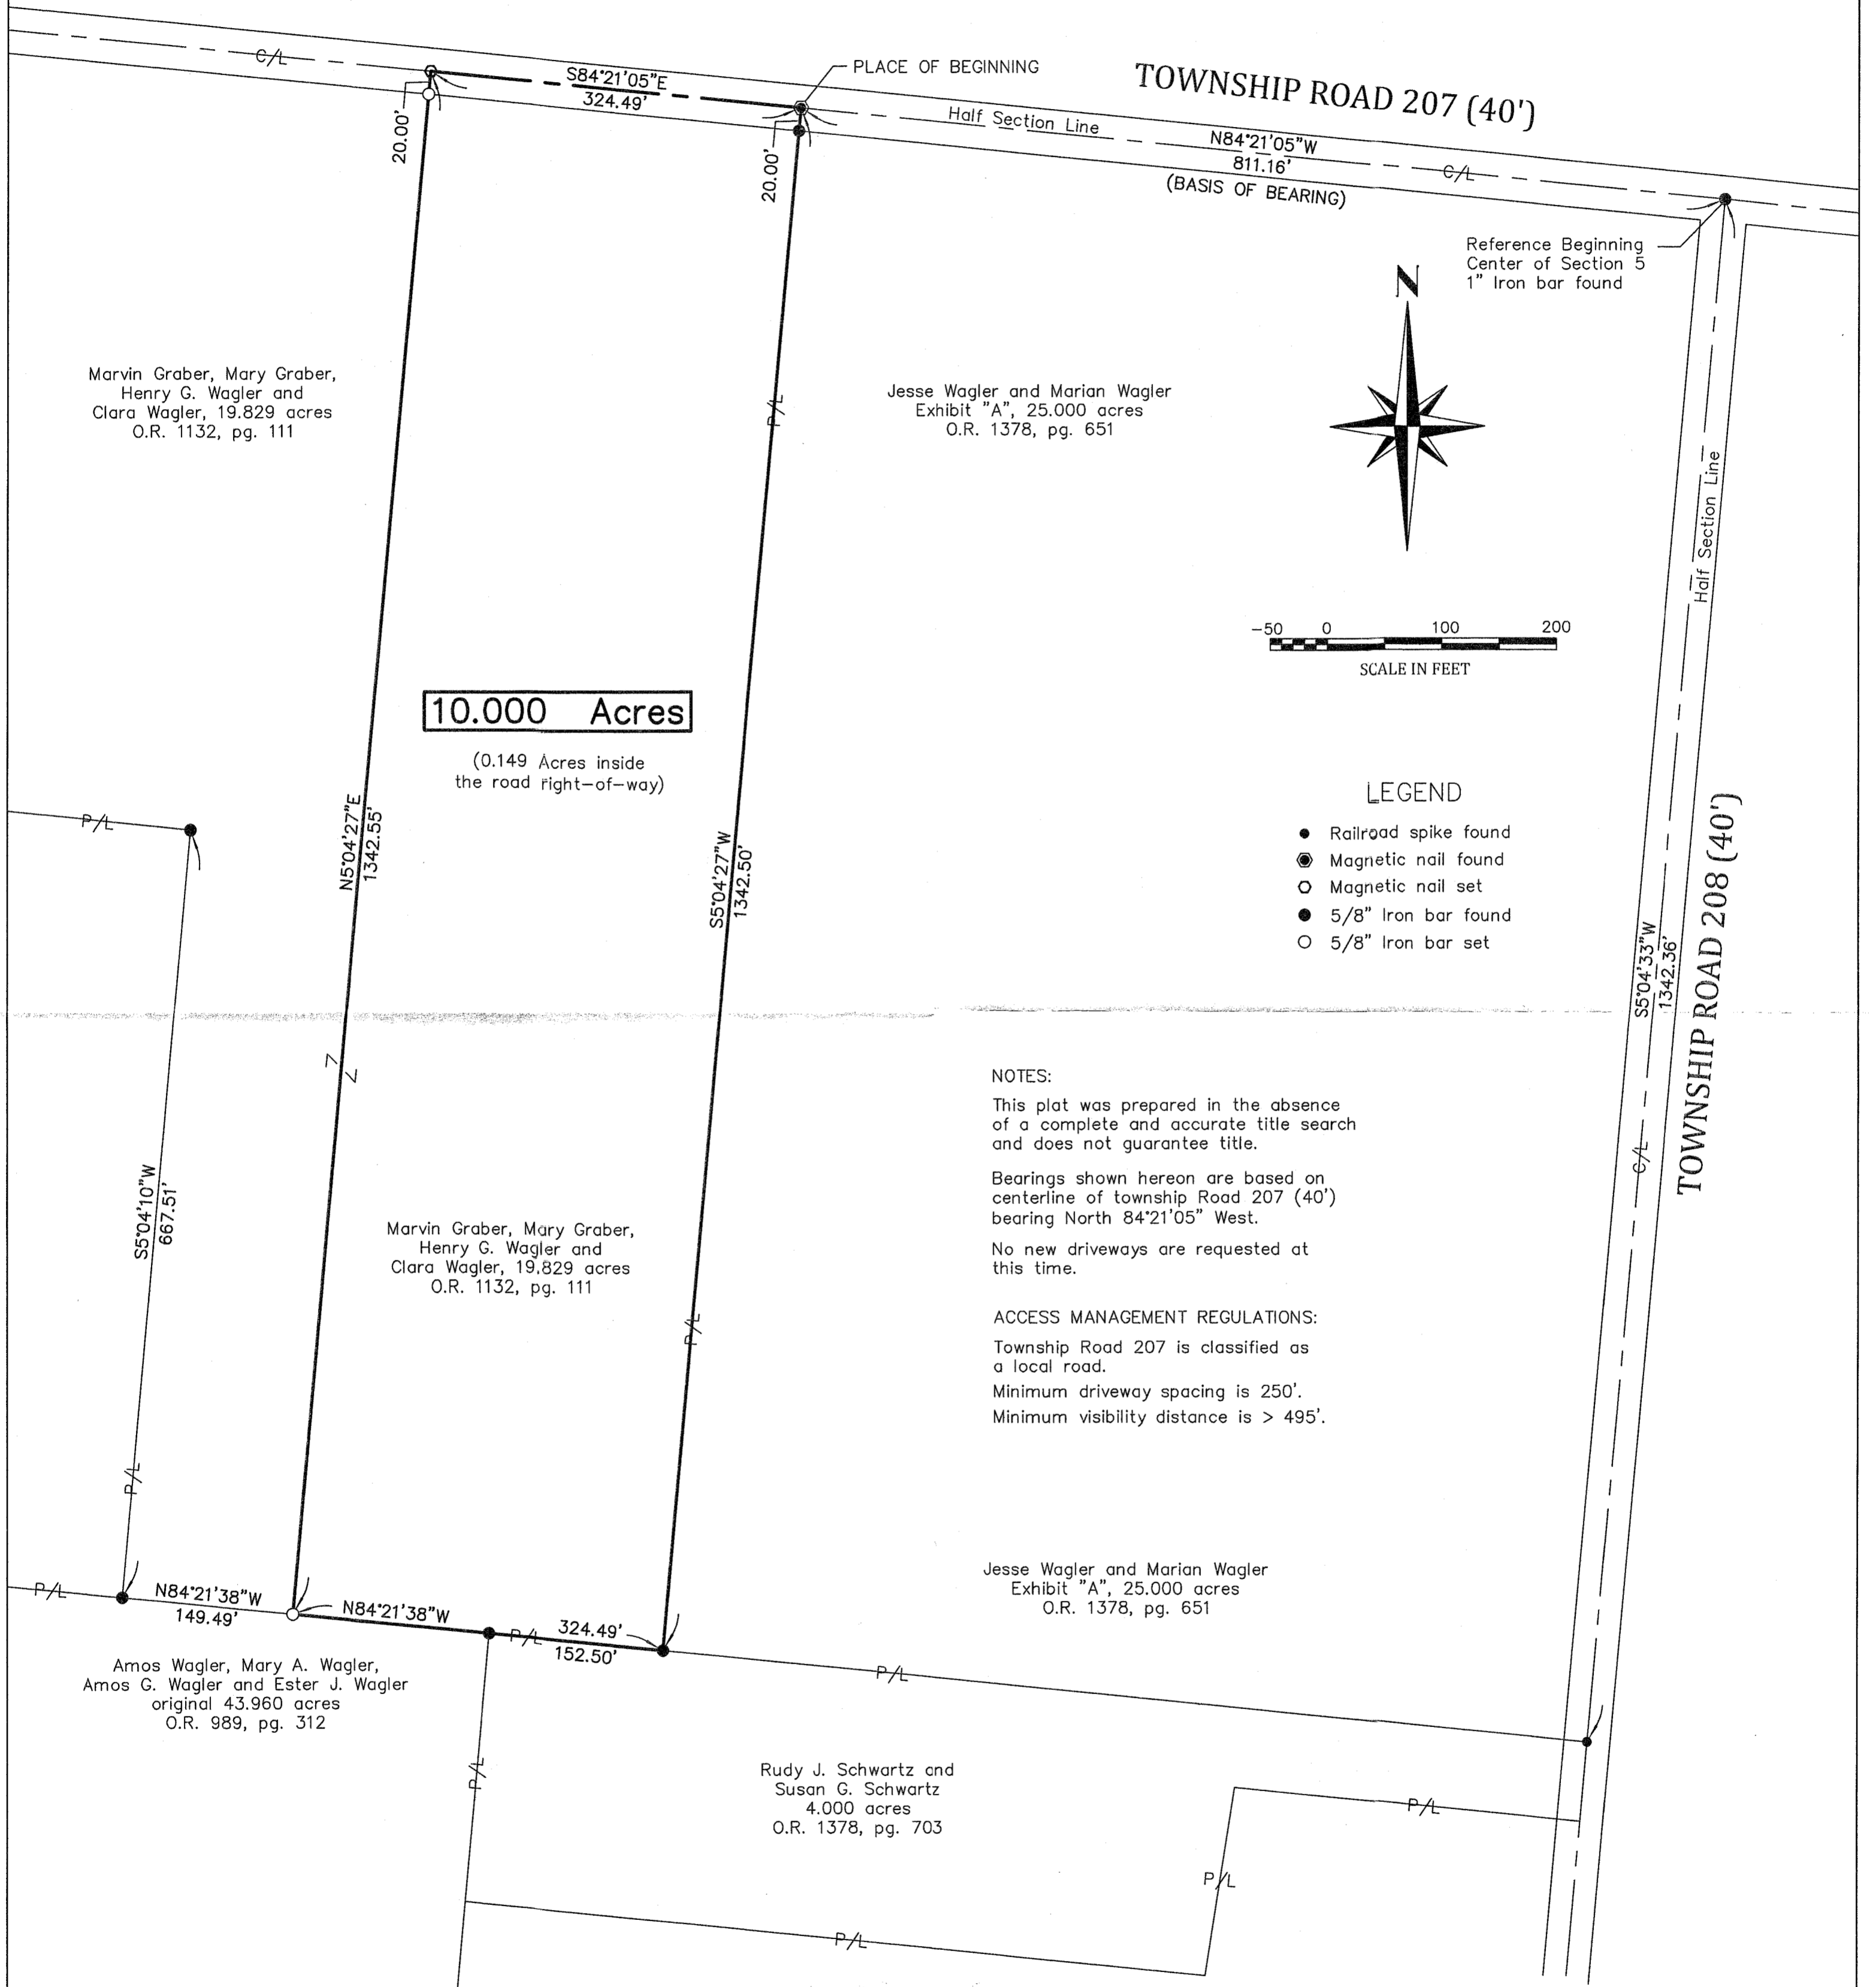 C/L
S84°21'05"E
324.49'
PLACE OF BEGINNING
TOWNSHIP ROAD 207 (40')
20.00'
20.00'
Half Section Line
N84°21'05"W
811.16'
(BASIS OF BEARING)
C/L
Reference Beginning
Center of Section 5
1" Iron bar found
N
Marvin Graber, Mary Graber,
Henry G. Wagler and
Clara Wagler, 19.829 acres
O.R. 1132, pg. 111
P/L
Jesse Wagler and Marian Wagler
Exhibit "A", 25.000 acres
O.R. 1378, pg. 651
Half Section Line
-50 0 100 200
SCALE IN FEET
10.000 Acres
(0.149 Acres inside
the road right-of-way)
LEGEND
Railroad spike found
Magnetic nail found
Magnetic nail set
5/8" Iron bar found
5/8" Iron bar set
P/L
N5°04'27"E
1342.55'
S5°04'27"W
1342.50'
S5°04'33"W
1342.36'
TOWNSHIP ROAD 208 (40')
C/L
Z
NOTES:
This plat was prepared in the absence
of a complete and accurate title search
and does not guarantee title.
Bearings shown hereon are based on
centerline of township Road 207 (40')
bearing North 84°21'05" West.
No new driveways are requested at
this time.
ACCESS MANAGEMENT REGULATIONS:
Township Road 207 is classified as
a local road.
Minimum driveway spacing is 250'.
Minimum visibility distance is > 495'.
S5°04'10"W
667.51'
Marvin Graber, Mary Graber,
Henry G. Wagler and
Clara Wagler, 19.829 acres
O.R. 1132, pg. 111
P/L
P/L
P/L
N84°21'38"W
149.49'
N84°21'38"W
P/L
324.49'
152.50'
Jesse Wagler and Marian Wagler
Exhibit "A", 25.000 acres
O.R. 1378, pg. 651
P/L
Amos Wagler, Mary A. Wagler,
Amos G. Wagler and Ester J. Wagler
original 43.960 acres
O.R. 989, pg. 312
P/L
Rudy J. Schwartz and
Susan G. Schwartz
4.000 acres
O.R. 1378, pg. 703
P/L
P/L
P/L